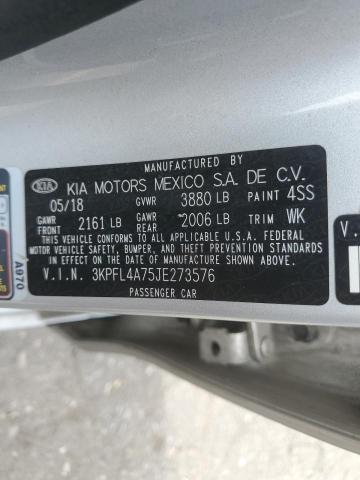 MANUFACTURED BY
KIA KIA MOTORS MEXICO S.A. DE C.V.
05/18 GVWR 3880 LB PAINT 4SS
GAWR FRONT 2161 LB GAWR REAR 2006 LB TRIM WK
THIS VEHICLE CONFORMS TO ALL APPLICABLE U.S.A. FEDERAL
MOTOR VEHICLE SAFETY, BUMPER, AND THEFT PREVENTION
STANDARDS IN EFFECT ON THE DATE OF MANUFACTURE SHOWN ABOVE.
V.I.N. 3KPFL4A75JE273576
PASSENGER CAR
A970
V.